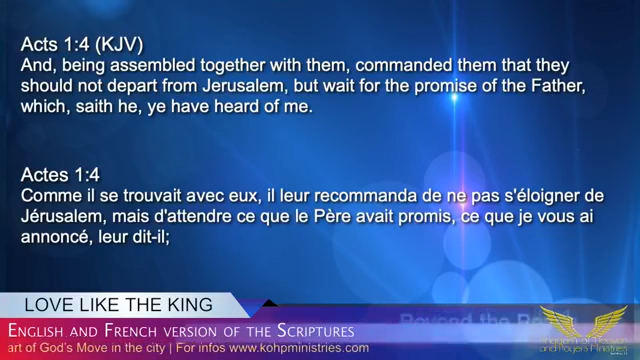 Acts 1:4 (KJV)
And, being assembled together with them, commanded them that they
should not depart from Jerusalem, but wait for the promise of the Father,
which, saith he, ye have heard of me.
Actes 1:4
Comme il se trouvait avec eux, il leur recommanda de ne pas s'éloigner de
Jérusalem, mais d'attendre ce que le Père avait promis, ce que je vous ai
annoncé, leur dit-il;
LOVE LIKE THE KING
Beyond the
English and French version of the Scriptures
art of God's Move in the city | For infos www.kohpministries.com